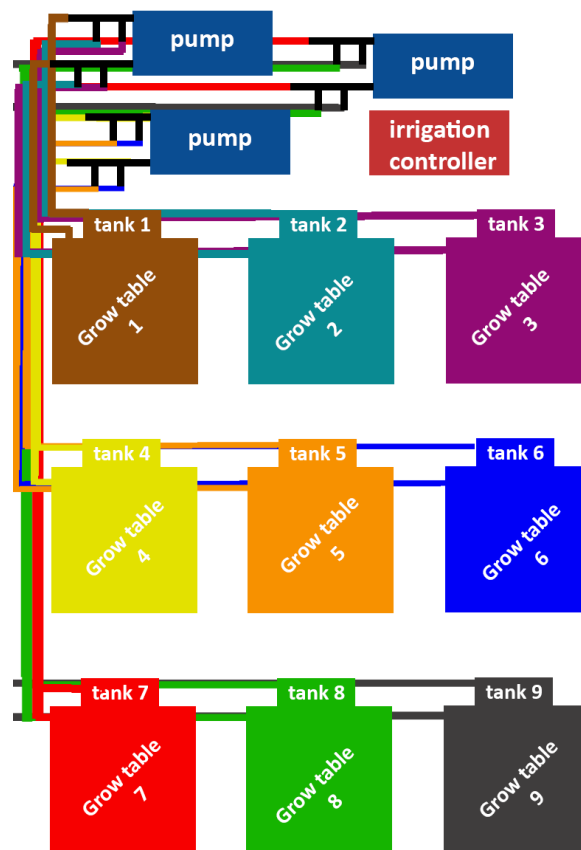 pump
pump
pump
irrigation
controller
tank 1
tank 2
tank 3
Grow table
1
Grow table
2
Grow table
3
tank 4
tank 5
tank 6
Grow table
4
Grow table
5
Grow table
6
tank 7
tank 8
tank 9
Grow table
7
Grow table
8
Grow table
9